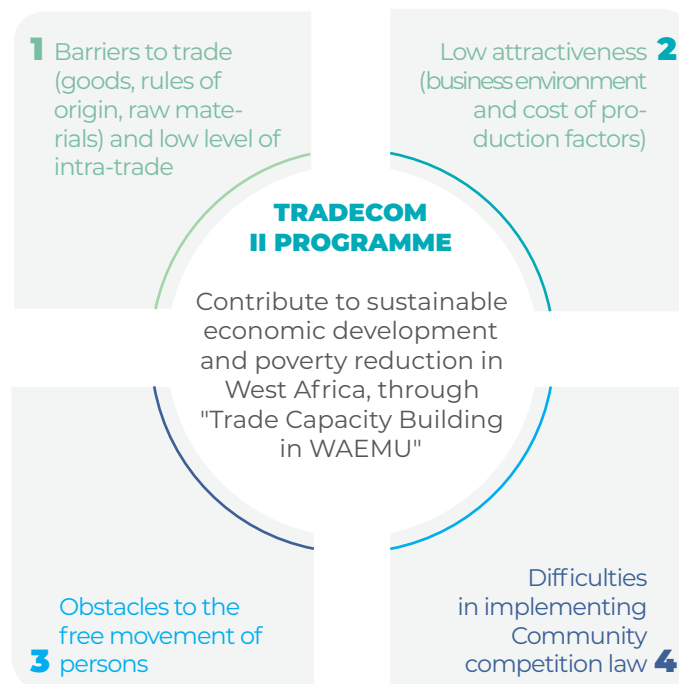 1 Barriers to trade
(goods, rules of
origin, raw mate-
rials) and low level of
intra-trade
Low attractiveness 2
(business environment
and cost of pro-
duction factors)
TRADECOM
II PROGRAMME
Contribute to sustainable
economic development
and poverty reduction in
West Africa, through
"Trade Capacity Building
in WAEMU"
Obstacles to the
free movement of
3 persons
Difficulties
in implementing
Community
competition law 4